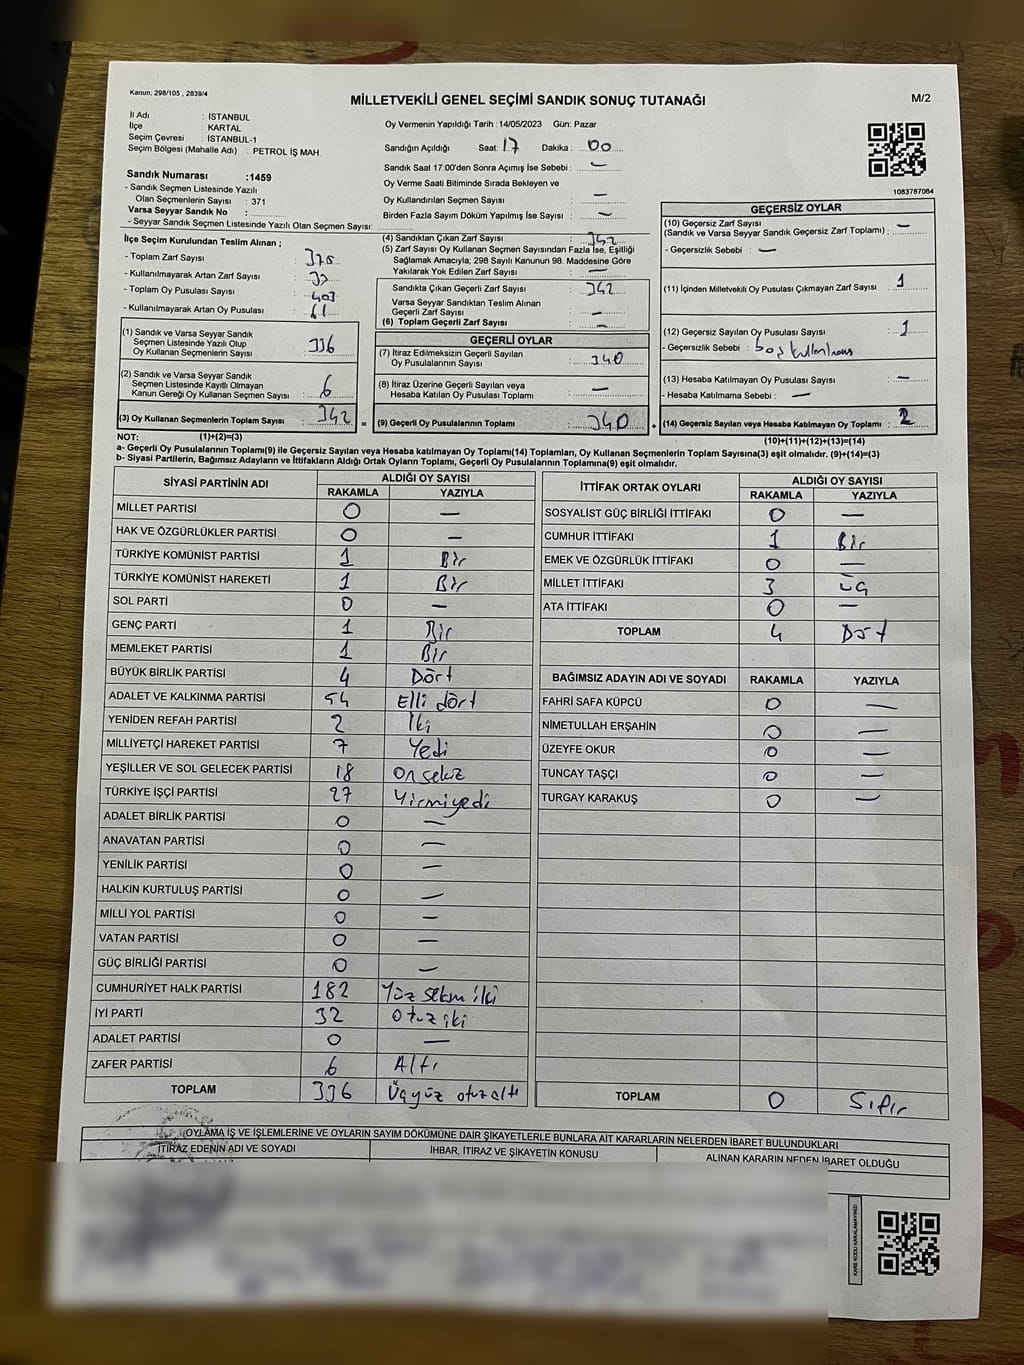 Kanun; 298/105 , 2839/4
MİLLETVEKİLİ GENEL SEÇİMİ SANDIK SONUÇ TUTANAĞI
M/2
İl Adı : İSTANBUL
İlçe : KARTAL
Seçim Çevresi : İSTANBUL-1
Seçim Bölgesi (Mahalle Adı) : PETROL İŞ MAH.
Oy Vermenin Yapıldığı Tarih : 14/05/2023 Gün: Pazar
Sandığın Açıldığı Saat: 17 Dakika : 00
Sandık Saat 17:00'den Sonra Açımış İse Sebebi : —
Oy Verme Saati Bitiminde Sırada Bekleyen ve
Oy Kullandırılan Seçmen Sayısı : —
Birden Fazla Sayım Döküm Yapılmış İse Sayısı : —
1083787064
Sandık Numarası :1459
- Sandık Seçmen Listesinde Yazılı
Olan Seçmenlerin Sayısı : 371
Varsa Seyyar Sandık No :
- Seyyar Sandık Seçmen Listesinde Yazılı Olan Seçmen Sayısı:
İlçe Seçim Kurulundan Teslim Alınan ;
- Toplam Zarf Sayısı : 375
- Kullanılmayarak Artan Zarf Sayısı : 33
- Toplam Oy Pusulası Sayısı : 403
- Kullanılmayarak Artan Oy Pusulası : 61
(1) Sandık ve Varsa Seyyar Sandık
Seçmen Listesinde Yazılı Olup
Oy Kullanan Seçmenlerin Sayısı : 336
(2) Sandık ve Varsa Seyyar Sandık
Seçmen Listesinde Kayıtlı Olmayan
Kanun Gereği Oy Kullanan Seçmen Sayısı : 6
(3) Oy Kullanan Seçmenlerin Toplam Sayısı : 342
(4) Sandıktan Çıkan Zarf Sayısı : 342
(5) Zarf Sayısı Oy Kullanan Seçmen Sayısından Fazla İse, Eşitliği
Sağlamak Amacıyla; 298 Sayılı Kanunun 98. Maddesine Göre
Yakılarak Yok Edilen Zarf Sayısı : —
Sandıkta Çıkan Geçerli Zarf Sayısı : 342
Varsa Seyyar Sandıktan Teslim Alınan
Geçerli Zarf Sayısı : —
(6) Toplam Geçerli Zarf Sayısı : —
GEÇERLİ OYLAR
(7) İtiraz Edilmeksizin Geçerli Sayılan
Oy Pusulalarının Sayısı : 340
(8) İtiraz Üzerine Geçerli Sayılan veya
Hesaba Katılan Oy Pusulası Toplamı : —
= (9) Geçerli Oy Pusulalarının Toplamı : 340
GEÇERSİZ OYLAR
(10) Geçersiz Zarf Sayısı
(Sandık ve Varsa Seyyar Sandık Geçersiz Zarf Toplamı) : —
- Geçersizlik Sebebi : —
(11) İçinden Milletvekili Oy Pusulası Çıkmayan Zarf Sayısı : 1
(12) Geçersiz Sayılan Oy Pusulası Sayısı : 1
- Geçersizlik Sebebi : boş
(13) Hesaba Katılmayan Oy Pusulası Sayısı : —
- Hesaba Katılmama Sebebi : —
+ (14) Geçersiz Sayılan veya Hesaba Katılmayan Oy Toplamı : 2
NOT: (1)+(2)=(3)
(10)+(11)+(12)+(13)=(14)
a- Geçerli Oy Pusulasının Toplamı(9) ile Geçersiz Sayılan veya Hesaba katılmayan Oy Toplamı(14) Toplamları, Oy Kullanan Seçmenlerin Toplam Sayısına(3) eşit olmalıdır. (9)+(14)=(3)
b- Siyasi Partilerin, Bağımsız Adayların ve İttifakların Aldığı Ortak Oyların Toplamı, Geçerli Oy Pusulasının Toplamına(9) eşit olmalıdır.
SİYASİ PARTİNİN ADI ALDIĞI OY SAYISI
RAKAMLA YAZIYLA
MİLLET PARTİSİ 0 —
HAK VE ÖZGÜRLÜKLER PARTİSİ 0 —
TÜRKİYE KOMÜNİST PARTİSİ 1 Bir
TÜRKİYE KOMÜNİST HAREKETİ 1 Bir
SOL PARTİ 0 —
GENÇ PARTİ 1 Bir
MEMLEKET PARTİSİ 1 Bir
BÜYÜK BİRLİK PARTİSİ 4 Dört
ADALET VE KALKINMA PARTİSİ 54 Elli dört
YENİDEN REFAH PARTİSİ 2 İki
MİLLİYETÇİ HAREKET PARTİSİ 7 Yedi
YEŞİLLER VE SOL GELECEK PARTİSİ 18 Onsekiz
TÜRKİYE İŞÇİ PARTİSİ 27 Yirmiyedi
ADALET BİRLİK PARTİSİ 0 —
ANAVATAN PARTİSİ 0 —
YENİLİK PARTİSİ 0 —
HALKIN KURTULUŞ PARTİSİ 0 —
MİLLİ YOL PARTİSİ 0 —
VATAN PARTİSİ 0 —
GÜÇ BİRLİĞİ PARTİSİ 0 —
CUMHURİYET HALK PARTİSİ 182 Yüz seksn iki
İYİ PARTİ 32 Otuz iki
ADALET PARTİSİ 0 —
ZAFER PARTİSİ 6 Altı
TOPLAM 336 Üçyüz otuzaltı
İTTİFAK ORTAK OYLARI ALDIĞI OY SAYISI
RAKAMLA YAZIYLA
SOSYALİST GÜÇ BİRLİĞİ İTTİFAKI 0 —
CUMHUR İTTİFAKI 1 Bir
EMEK VE ÖZGÜRLÜK İTTİFAKI 0 —
MİLLET İTTİFAKI 3 Üç
ATA İTTİFAKI 0 —
TOPLAM 4 Dört
BAĞIMSIZ ADAYIN ADI VE SOYADI RAKAMLA YAZIYLA
FAHRİ SAFA KÜPCÜ 0 —
NİMETULLAH ERŞAHİN 0 —
ÜZEYFE OKUR 0 —
TUNCAY TAŞÇI 0 —
TURGAY KARAKUŞ 0 —
TOPLAM 0 Sıfır
OYLAMA İŞ VE İŞLEMLERİNE VE OYLARIN SAYIM DÖKÜMÜNE DAİR ŞİKAYETLERLE BUNLARA AİT KARARLARIN NELERDEN İBARET BULUNDUKLARI
İTİRAZ EDENİN ADI VE SOYADI İHBAR, İTİRAZ VE ŞİKAYETİN KONUSU ALINAN KARARIN NEDEN İBARET OLDUĞU
KARE KODU KARALAMAYINIZ!